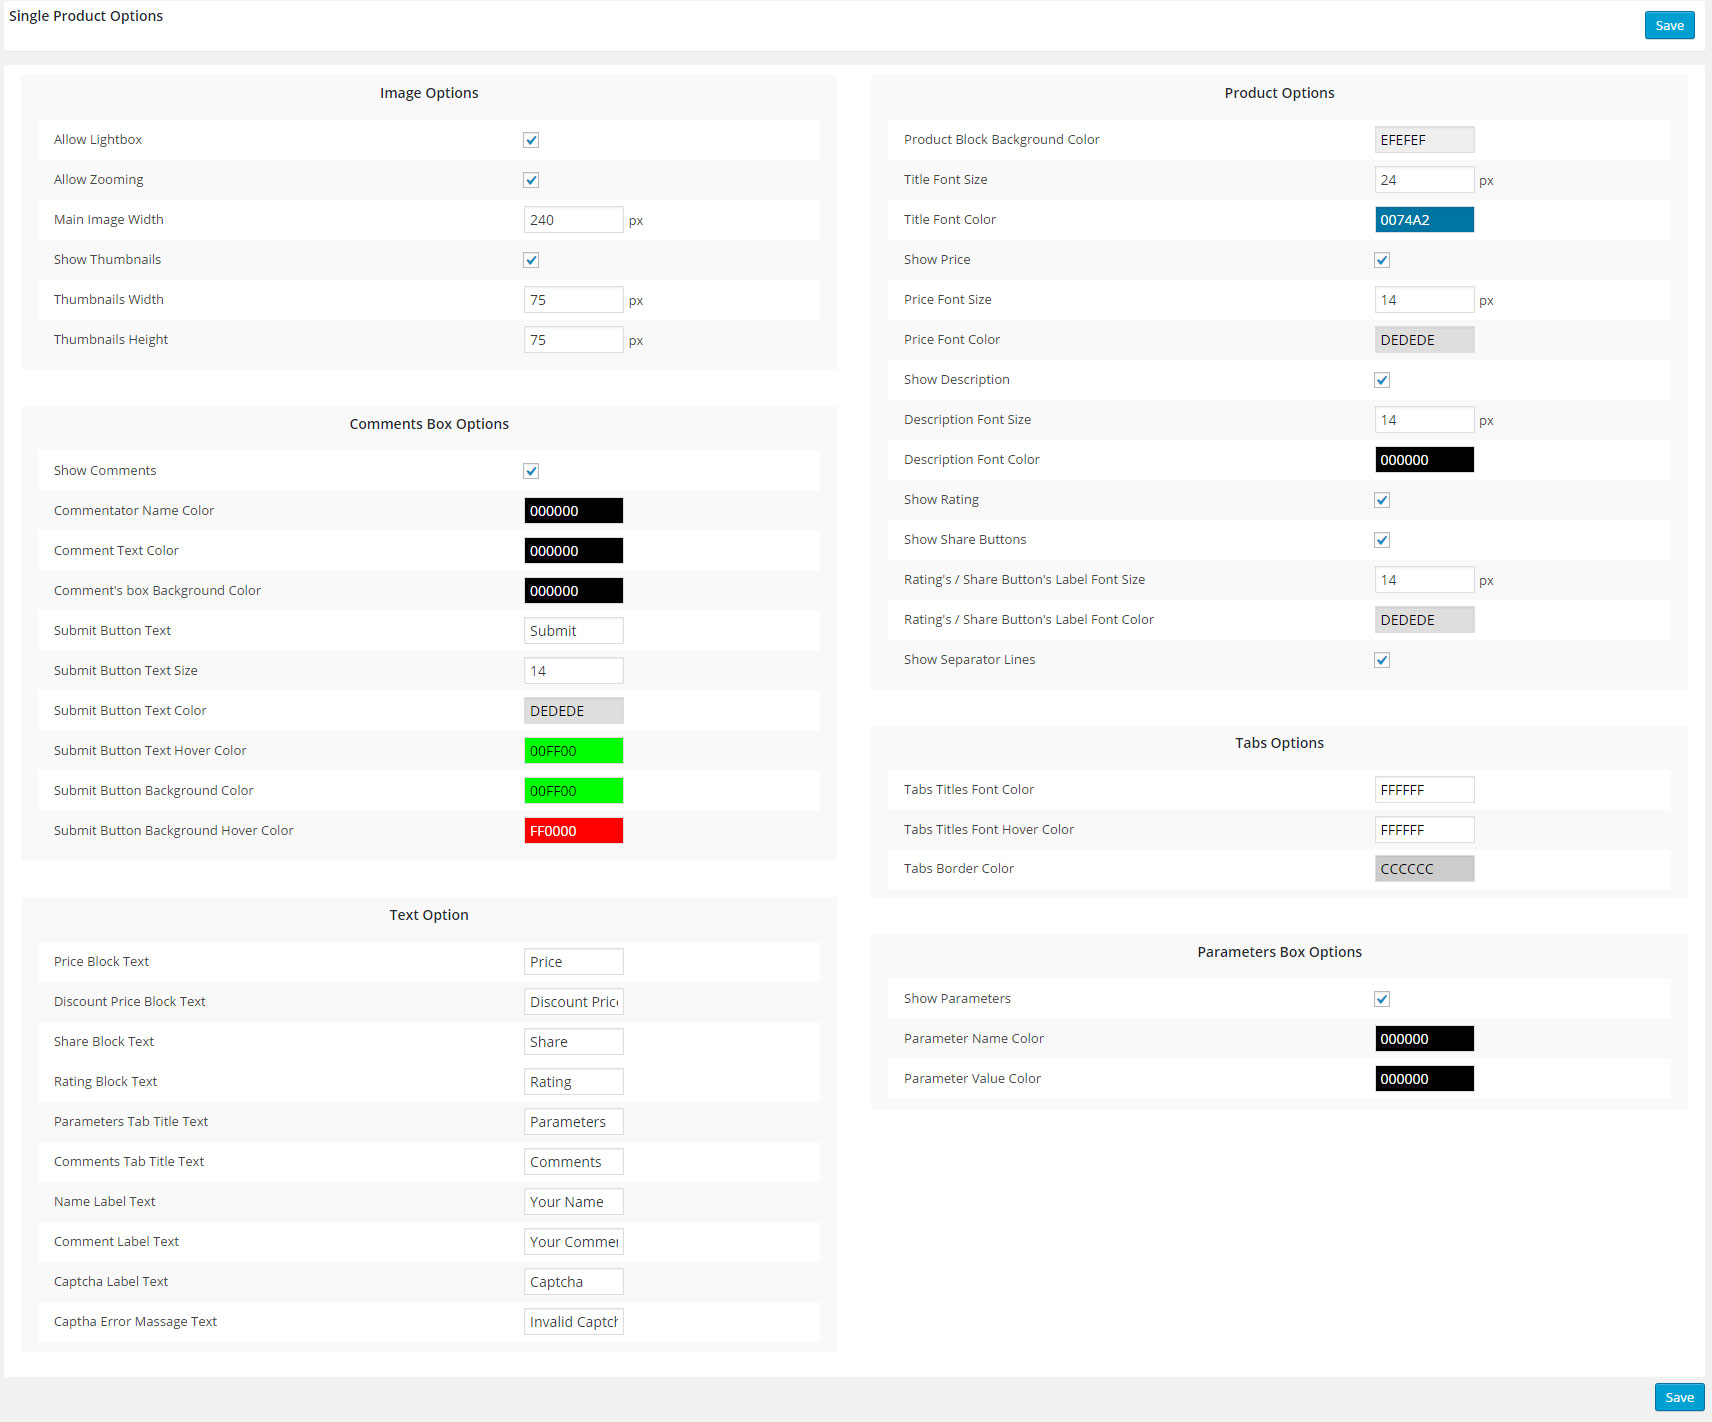 Single Product Options
Save
Image Options
Allow Lightbox
Allow Zooming
Main Image Width 240 px
Show Thumbnails
Thumbnails Width 75 px
Thumbnails Height 75 px
Comments Box Options
Show Comments
Commentator Name Color 000000
Comment Text Color 000000
Comment's box Background Color 000000
Submit Button Text Submit
Submit Button Text Size 14
Submit Button Text Color DEDEDE
Submit Button Text Hover Color 00FF00
Submit Button Background Color 00FF00
Submit Button Background Hover Color FF0000
Text Option
Price Block Text Price
Discount Price Block Text Discount Pric
Share Block Text Share
Rating Block Text Rating
Parameters Tab Title Text Parameters
Comments Tab Title Text Comments
Name Label Text Your Name
Comment Label Text Your Commen
Captcha Label Text Captcha
Captha Error Massage Text Invalid Captch
Product Options
Product Block Background Color EFEFEF
Title Font Size 24 px
Title Font Color 0074A2
Show Price
Price Font Size 14 px
Price Font Color DEDEDE
Show Description
Description Font Size 14 px
Description Font Color 000000
Show Rating
Show Share Buttons
Rating's / Share Button's Label Font Size 14 px
Rating's / Share Button's Label Font Color DEDEDE
Show Separator Lines
Tabs Options
Tabs Titles Font Color FFFFFF
Tabs Titles Font Hover Color FFFFFF
Tabs Border Color CCCCCC
Parameters Box Options
Show Parameters
Parameter Name Color 000000
Parameter Value Color 000000
Save